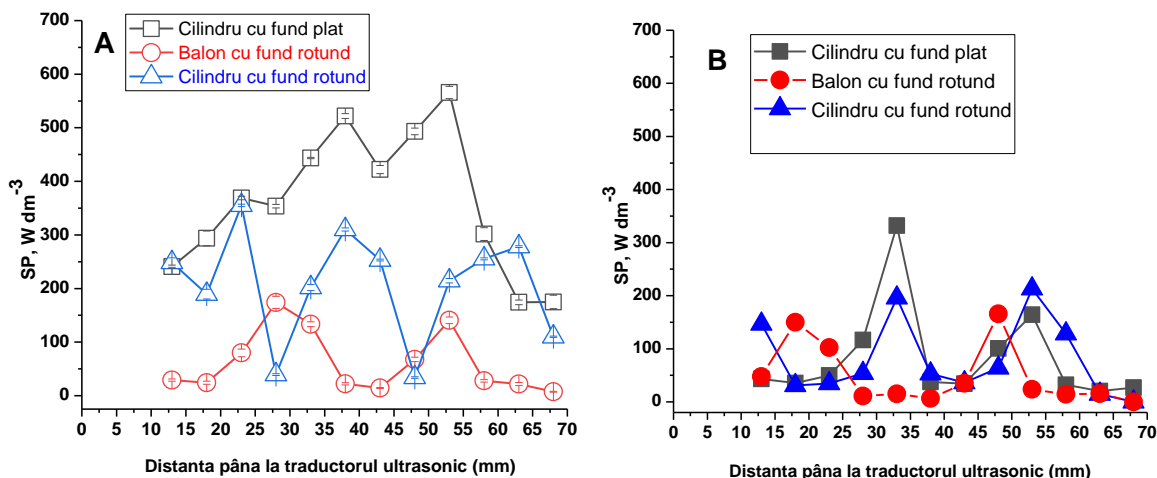 A
Cilindru cu fund plat
Balon cu fund rotund
Cilindru cu fund rotund
700
600
500
400
300
200
100
0
SP, W dm-3
0 5 10 15 20 25 30 35 40 45 50 55 60 65 70
Distanta pâna la traductorul ultrasonic (mm)
B
Cilindru cu fund plat
Balon cu fund rotund
Cilindru cu fund rotund
700
600
500
400
300
200
100
0
SP, W dm-3
0 5 10 15 20 25 30 35 40 45 50 55 60 65 70
Distanta pâna la traductorul ultrasonic (mm)